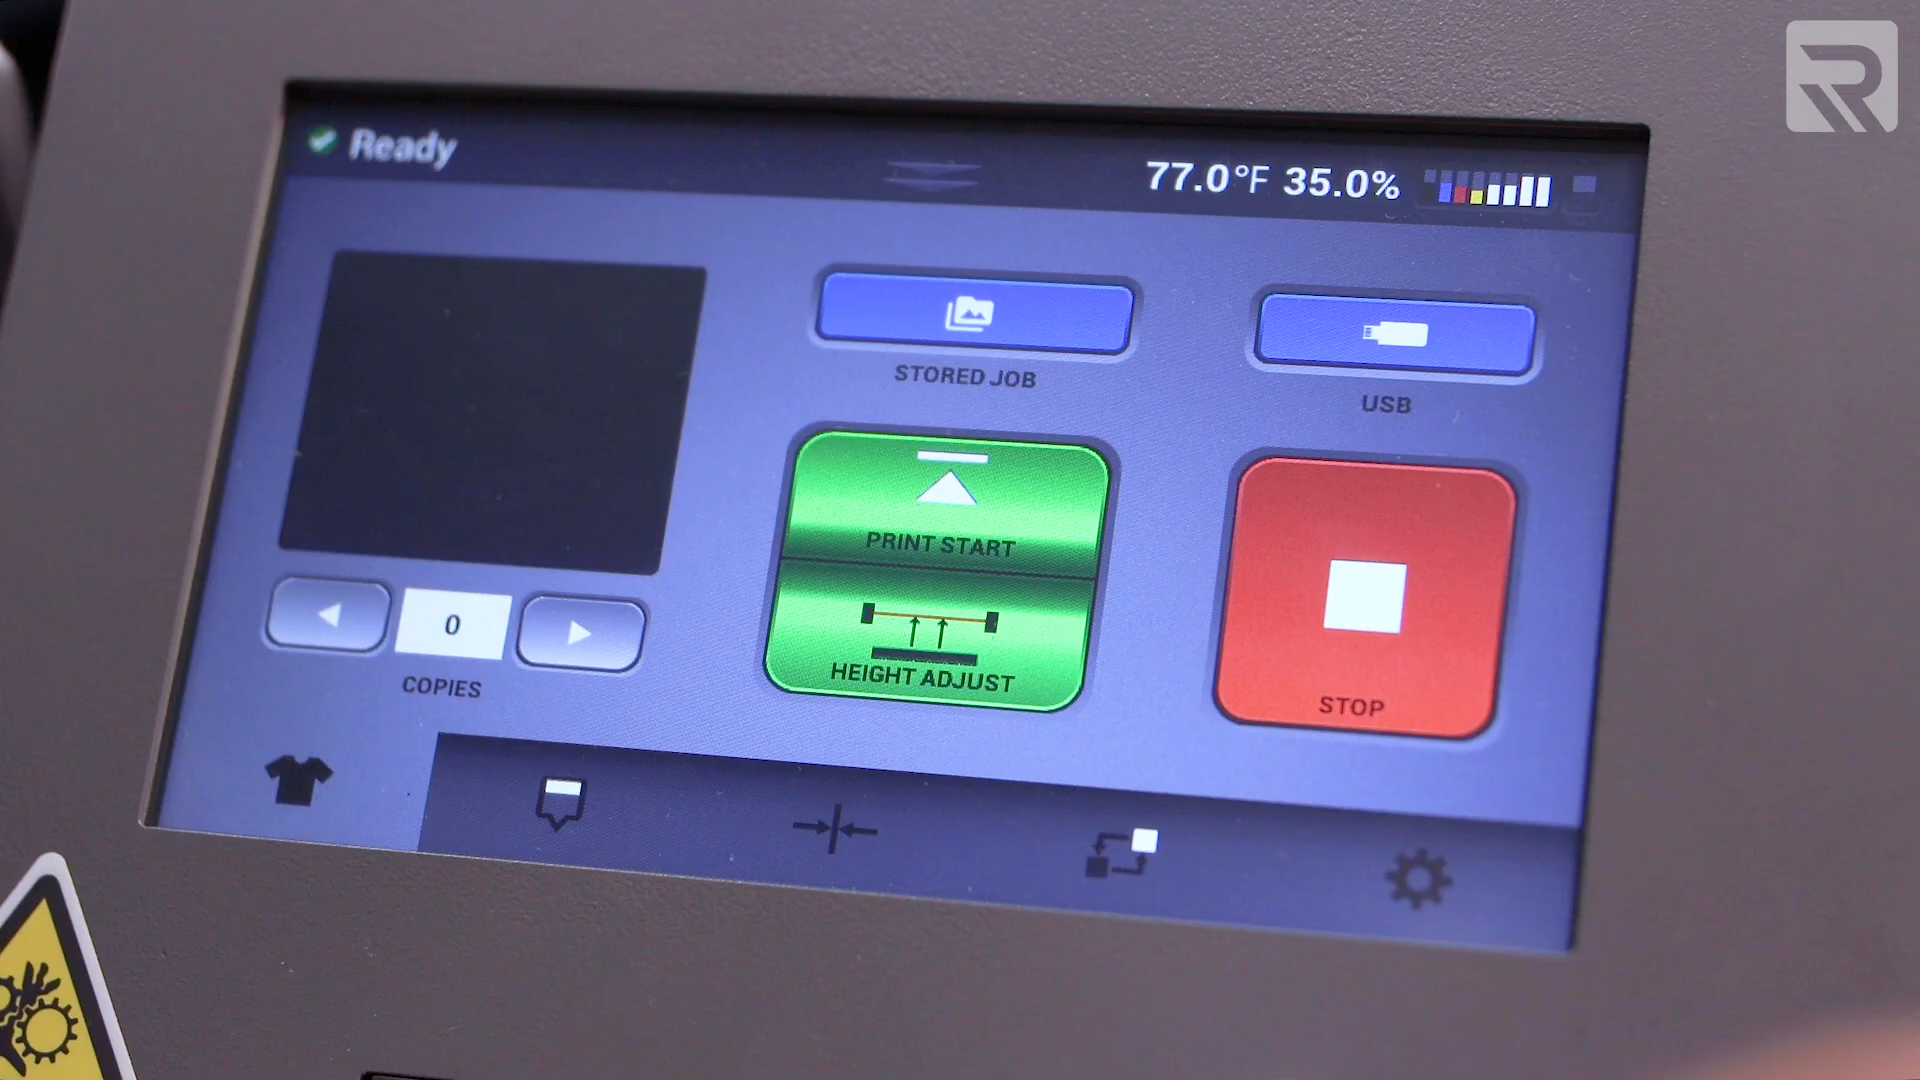 Ready
77.0°F 35.0%
STORED JOB
USB
PRINT START
0
HEIGHT ADJUST
COPIES
STOP